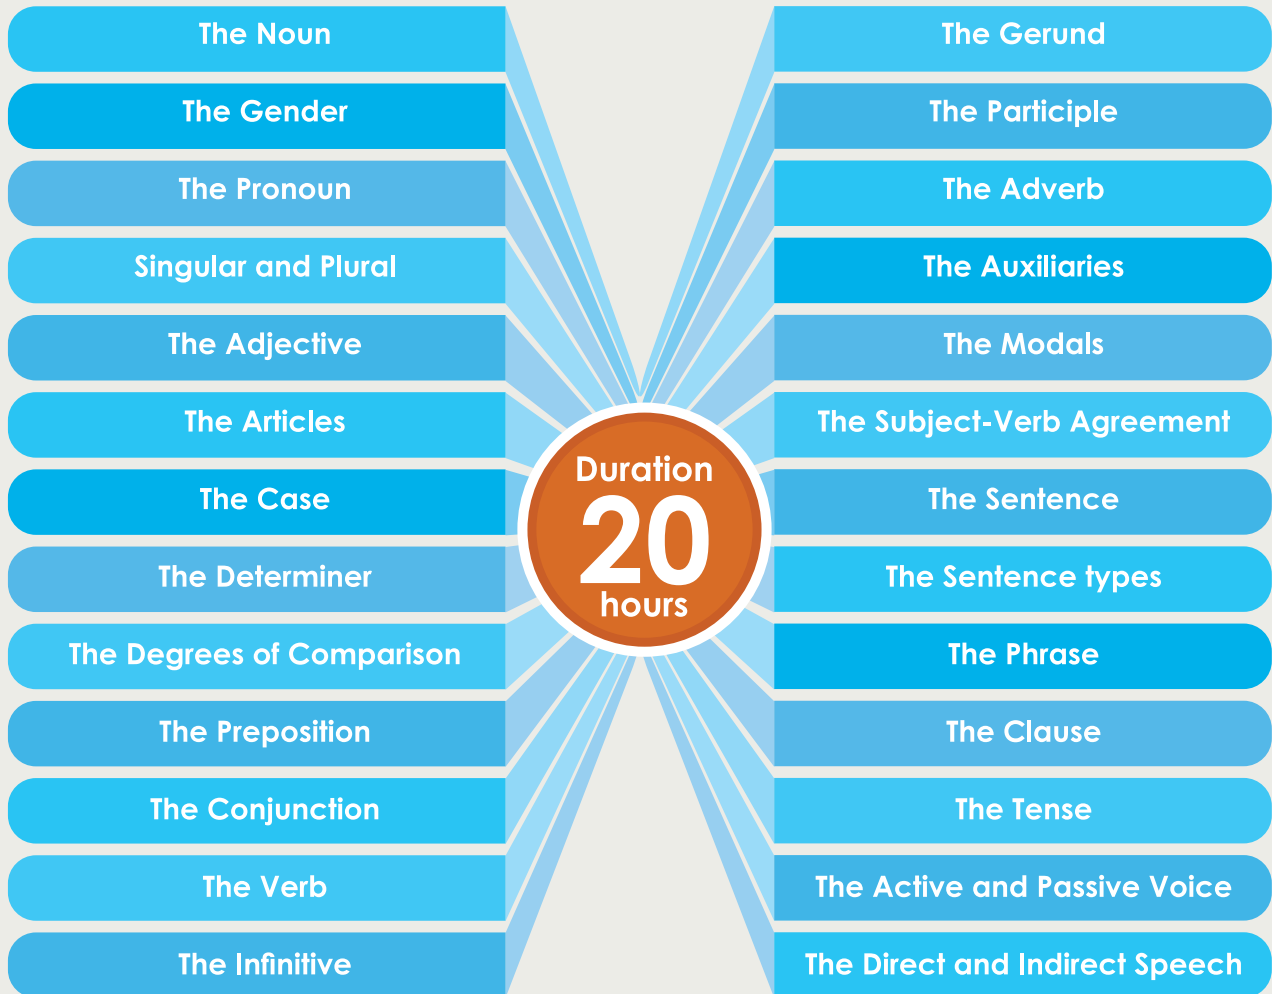 The Noun
The Gender
The Pronoun
Singular and Plural
The Adjective
The Articles
The Case
The Determiner
The Degrees of Comparison
The Preposition
The Conjunction
The Verb
The Infinitive
Duration
20
hours
The Gerund
The Participle
The Adverb
The Auxiliaries
The Modals
The Subject-Verb Agreement
The Sentence
The Sentence types
The Phrase
The Clause
The Tense
The Active and Passive Voice
The Direct and Indirect Speech